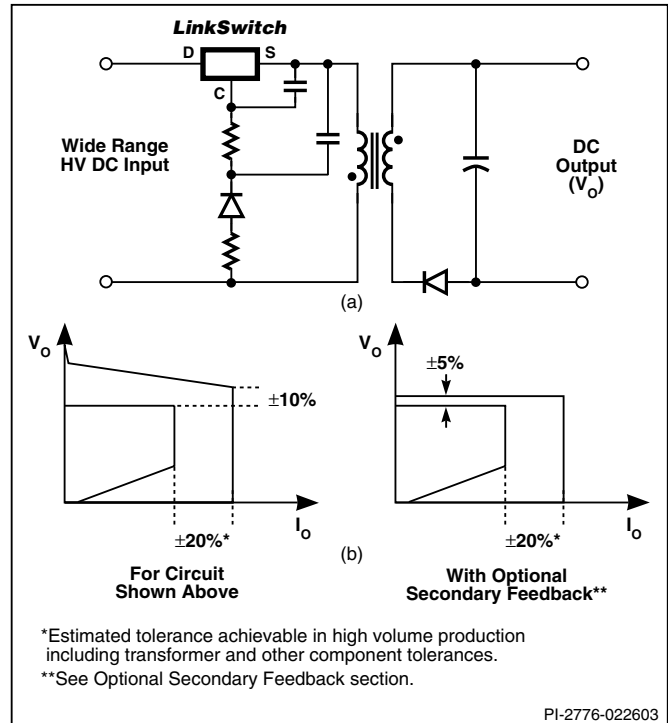 LinkSwitch
D S
C
Wide Range
HV DC Input
DC
Output
(VO)
(a)
VO
±10%
±20%*
IO
For Circuit
Shown Above
(b)
VO
±5%
±20%*
IO
With Optional
Secondary Feedback**
*Estimated tolerance achievable in high volume production
including transformer and other component tolerances.
**See Optional Secondary Feedback section.
PI-2776-022603